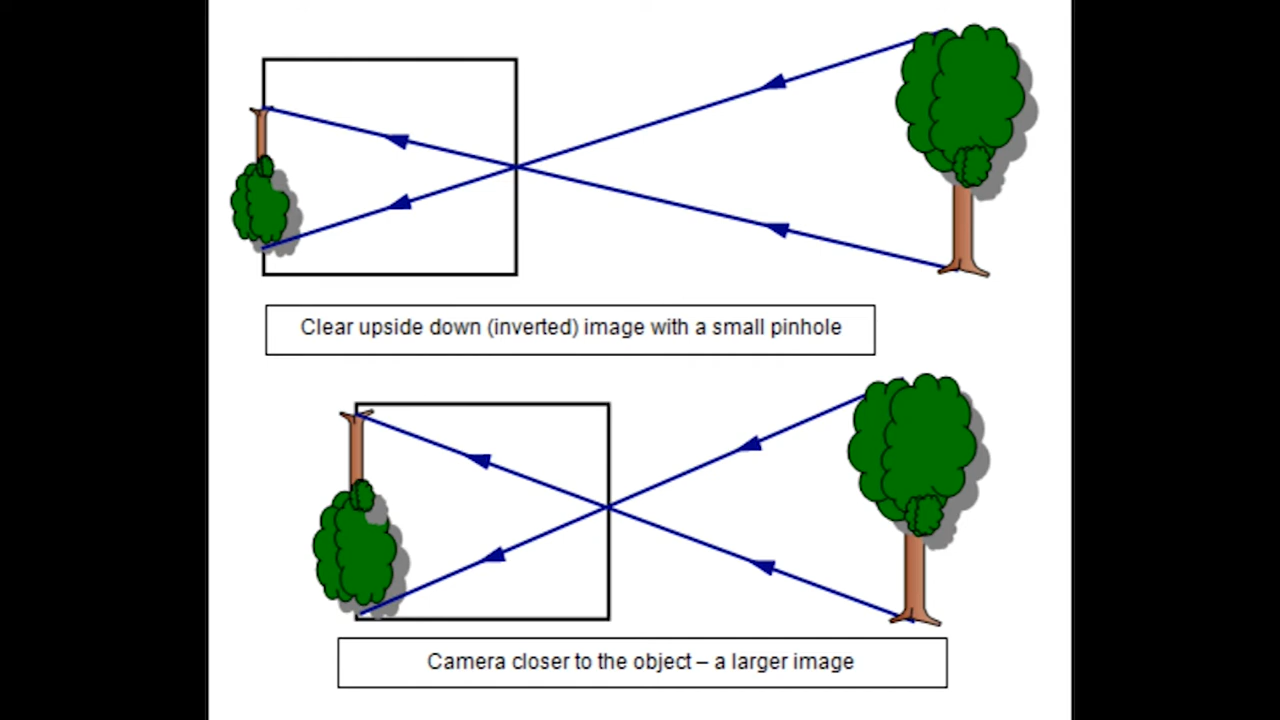 Clear upside down (inverted) image with a small pinhole
Camera closer to the object – a larger image